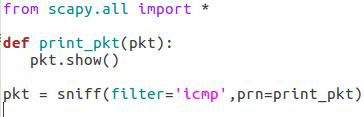 from scapy.all import *
def print_pkt(pkt):
    pkt.show()
pkt = sniff(filter='icmp',prn=print_pkt)